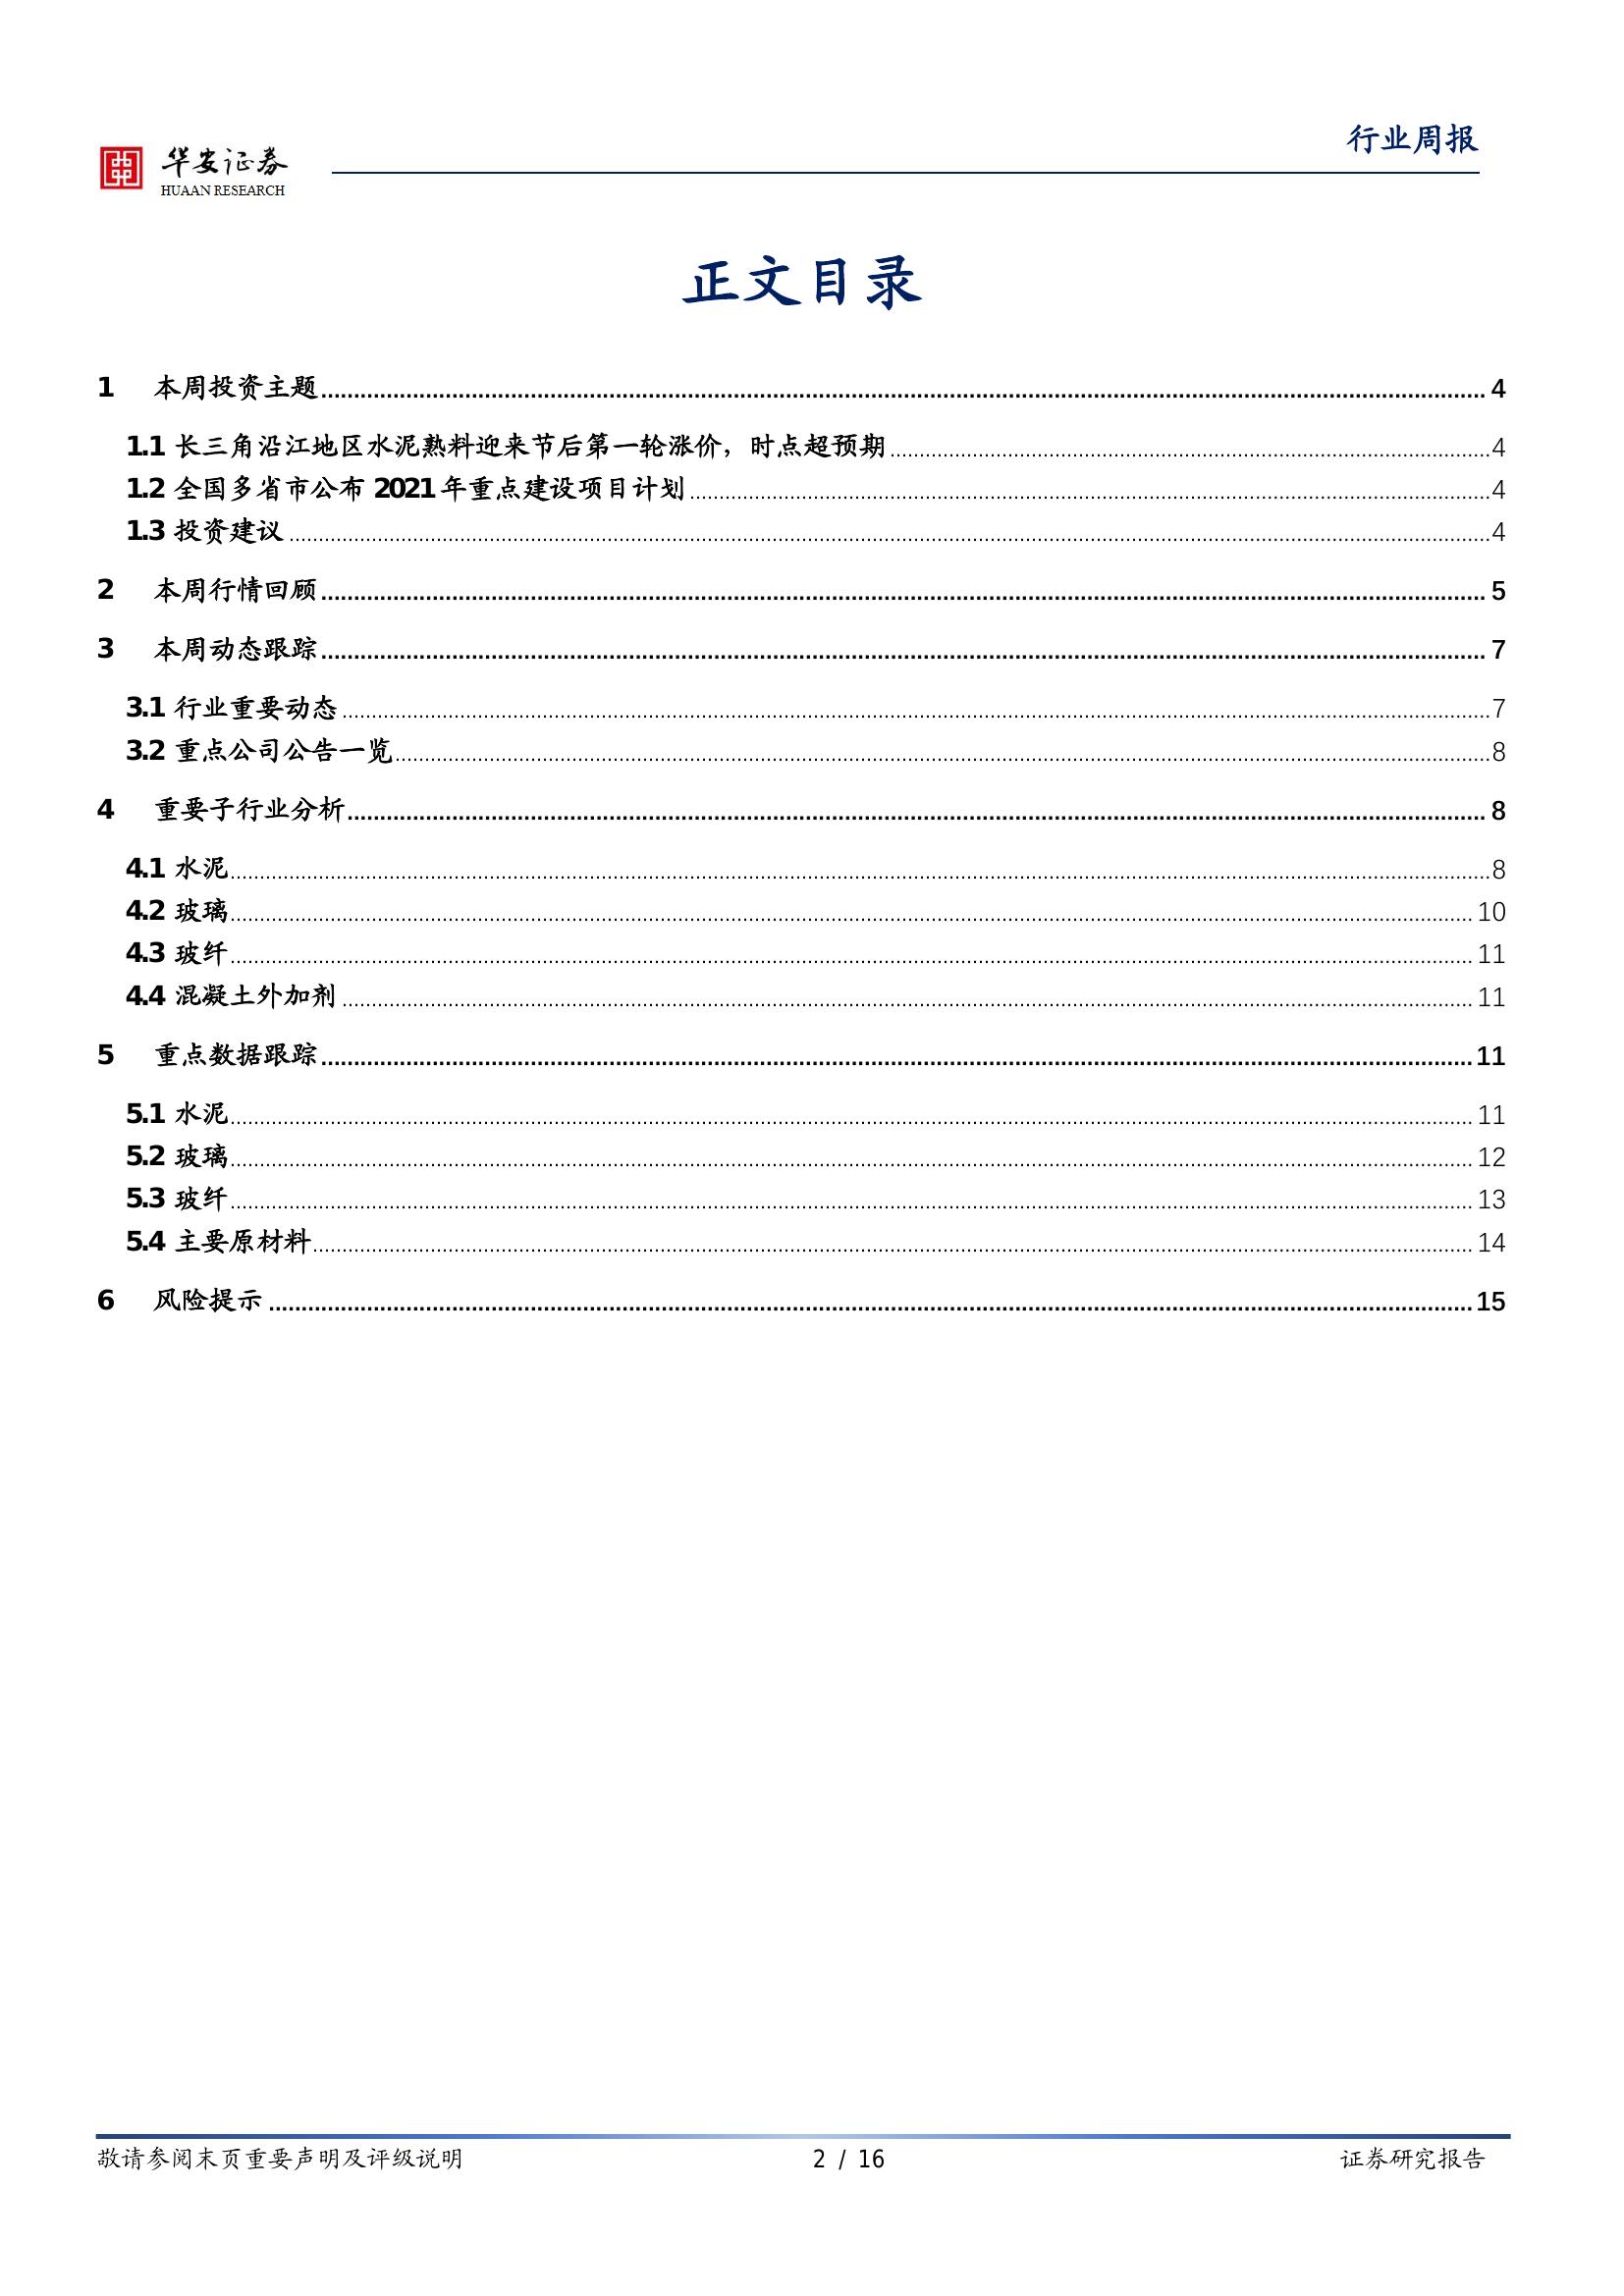 行业周报
华安证券
HUAAN RESEARCH
正文目录
1 本周投资主题 4
1.1 长三角沿江地区水泥熟料迎来节后第一轮涨价，时点超预期 4
1.2 全国多省市公布 2021 年重点建设项目计划 4
1.3 投资建议 4
2 本周行情回顾 5
3 本周动态跟踪 7
3.1 行业重要动态 7
3.2 重点公司公告一览 8
4 重要子行业分析 8
4.1 水泥 8
4.2 玻璃 10
4.3 玻纤 11
4.4 混凝土外加剂 11
5 重点数据跟踪 11
5.1 水泥 11
5.2 玻璃 12
5.3 玻纤 13
5.4 主要原材料 14
6 风险提示 15
敬请参阅末页重要声明及评级说明 2 / 16 证券研究报告